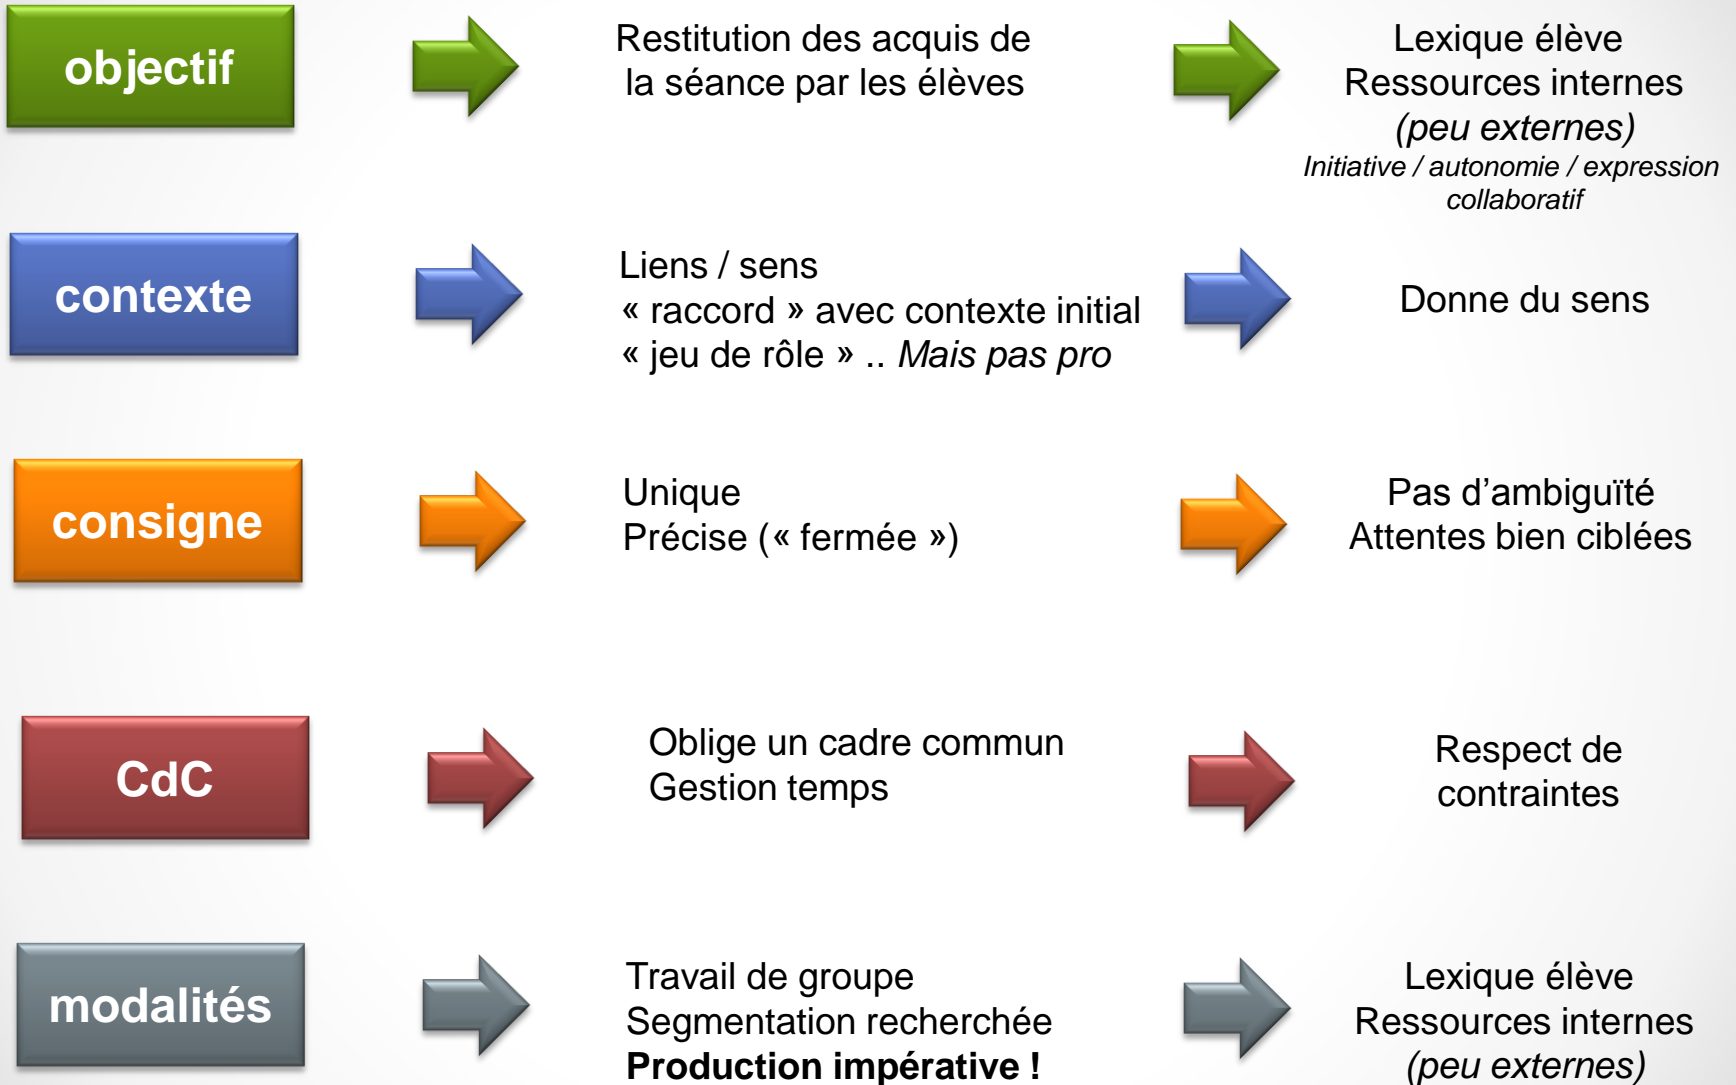 objectif
Restitution des acquis de
la séance par les élèves
Lexique élève
Ressources internes
(peu externes)
Initiative / autonomie / expression
collaboratif
contexte
Liens / sens
« raccord » avec contexte initial
« jeu de rôle » .. Mais pas pro
Donne du sens
consigne
Unique
Précise (« fermée »)
Pas d’ambiguïté
Attentes bien ciblées
CdC
Oblige un cadre commun
Gestion temps
Respect de
contraintes
modalités
Travail de groupe
Segmentation recherchée
Production impérative !
Lexique élève
Ressources internes
(peu externes)